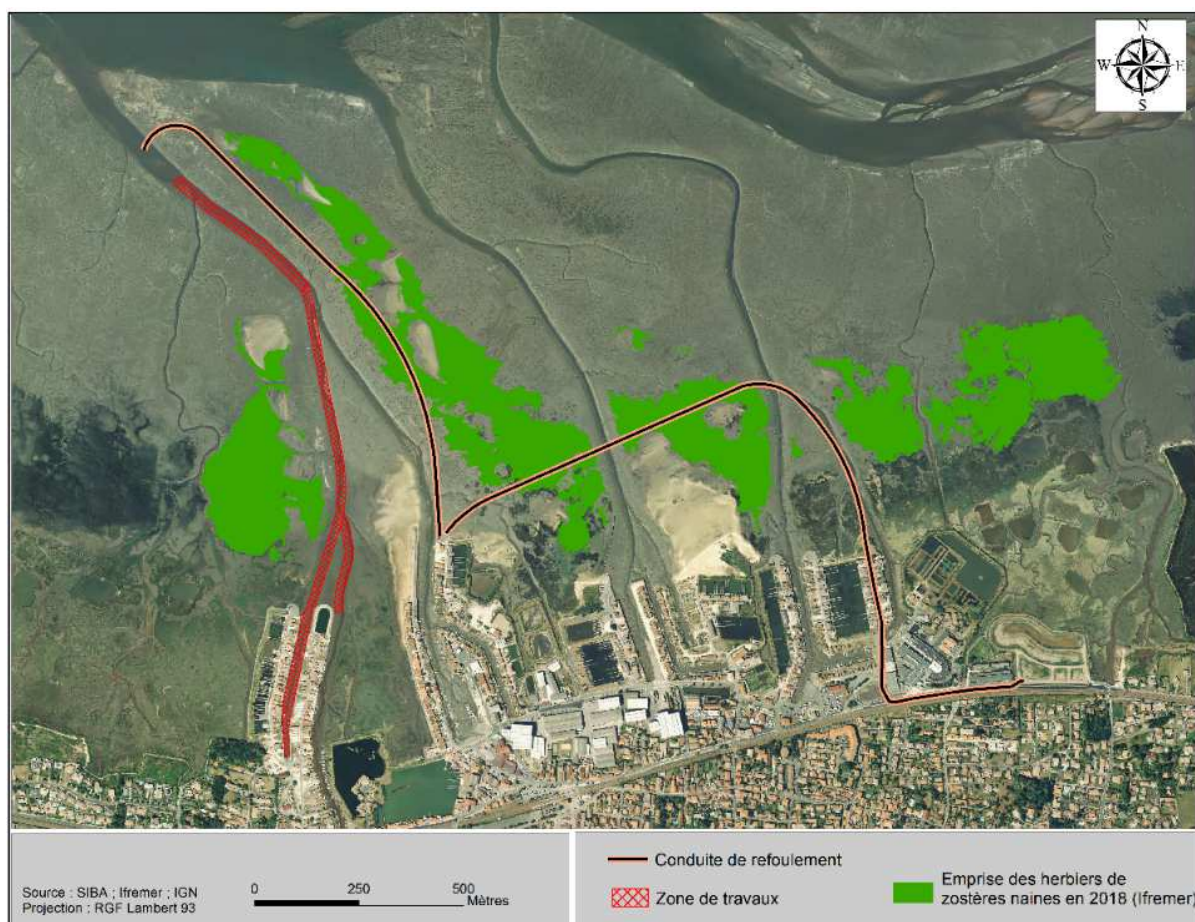 N
W E
S
Source : SIBA ; Ifremer ; IGN
Projection : RGF Lambert 93
0 250 500
Mètres
Conduite de refoulement
Zone de travaux
Emprise des herbiers de
zostères naines en 2018 (Ifremer)